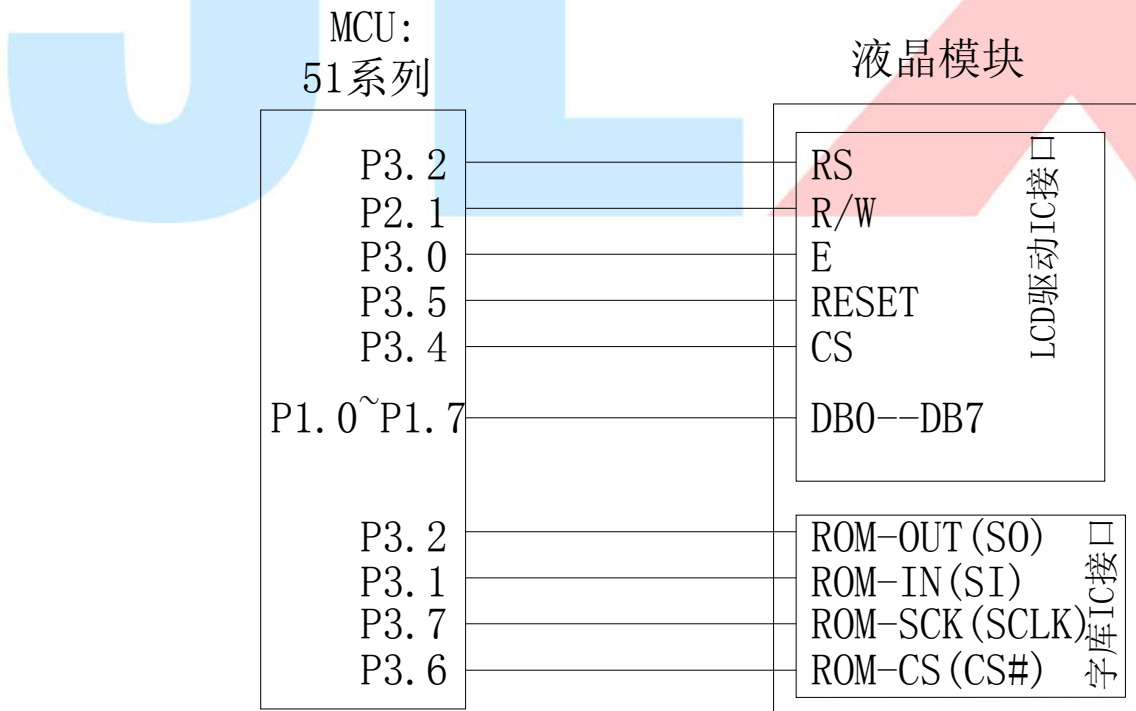 MCU:
51系列
液晶模块
P3.2
P2.1
P3.0
P3.5
P3.4
P1.0~P1.7
P3.2
P3.1
P3.7
P3.6
RS
R/W
E
RESET
CS
DB0--DB7
LCD驱动IC接口
ROM-OUT(SO)
ROM-IN(SI)
ROM-SCK(SCLK)
ROM-CS(CS#)
字库IC接口